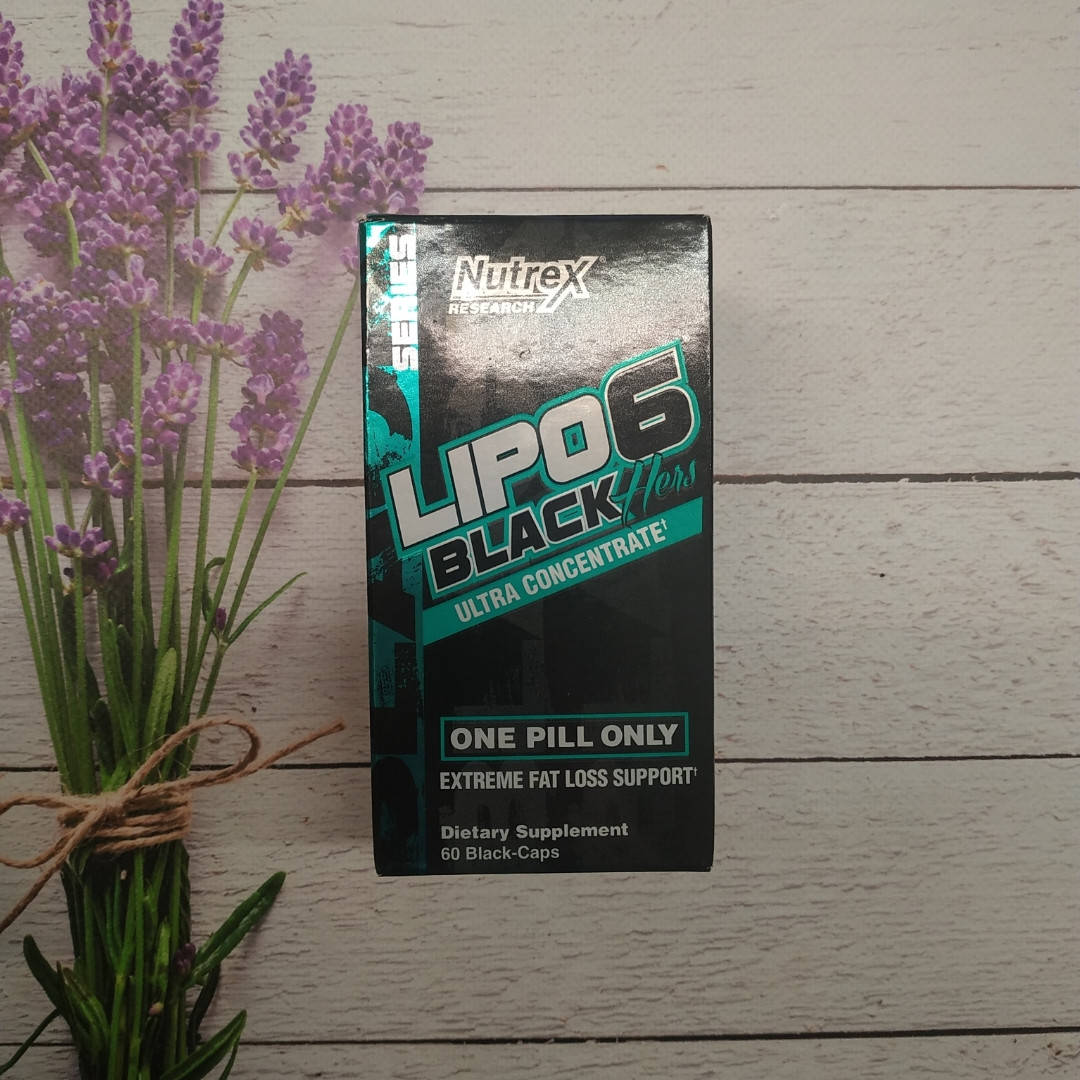 SERIES
Nutrex
RESEARCH
LIPO6
BLACK Hers
ULTRA CONCENTRATE†
ONE PILL ONLY
EXTREME FAT LOSS SUPPORT†
Dietary Supplement
60 Black-Caps